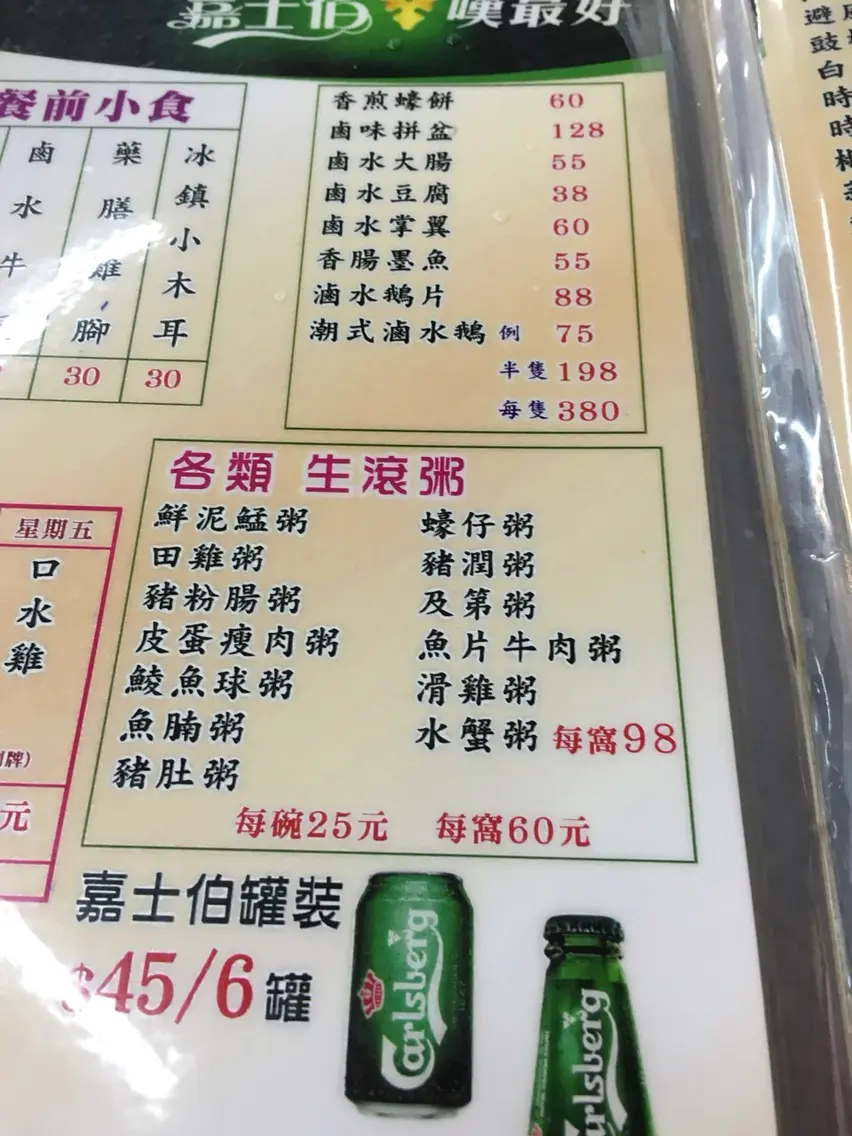 嘉士伯 嘆最好
餐前小食
冰鎮小木耳
30
藥膳雞腳
30
鹵水牛
香煎蠔餅 60
鹵味拼盆 128
鹵水大腸 55
鹵水豆腐 38
鹵水掌翼 60
香腸墨魚 55
滷水鵝片 88
潮式滷水鵝 例 75
半隻 198
每隻 380
各類 生滾粥
鮮泥鯭粥
田雞粥
豬粉腸粥
皮蛋瘦肉粥
鯪魚球粥
魚腩粥
豬肚粥
蠔仔粥
豬潤粥
及第粥
魚片牛肉粥
滑雞粥
水蟹粥 每窩98
每碗25元 每窩60元
星期五
口水雞
牌)
元
嘉士伯罐裝
$45/6罐
Carlsberg
Carlsberg
避
鼓
白
時
時